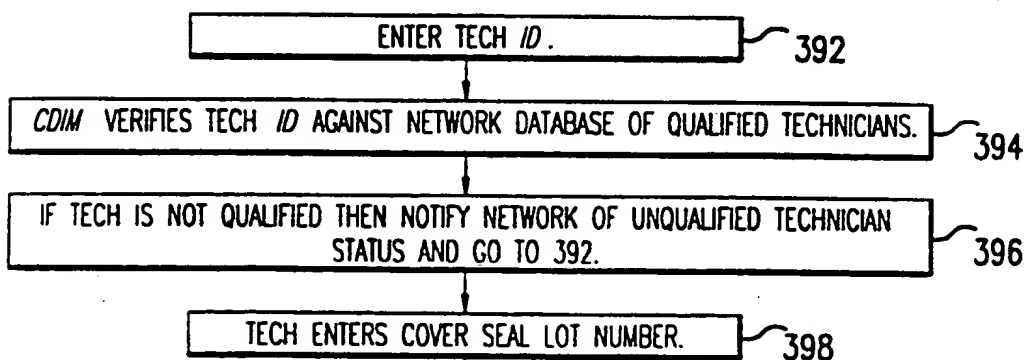 ENTER TECH ID.
392
CDIM VERIFIES TECH ID AGAINST NETWORK DATABASE OF QUALIFIED TECHNICIANS.
394
IF TECH IS NOT QUALIFIED THEN NOTIFY NETWORK OF UNQUALIFIED TECHNICIAN
STATUS AND GO TO 392.
396
TECH ENTERS COVER SEAL LOT NUMBER.
398